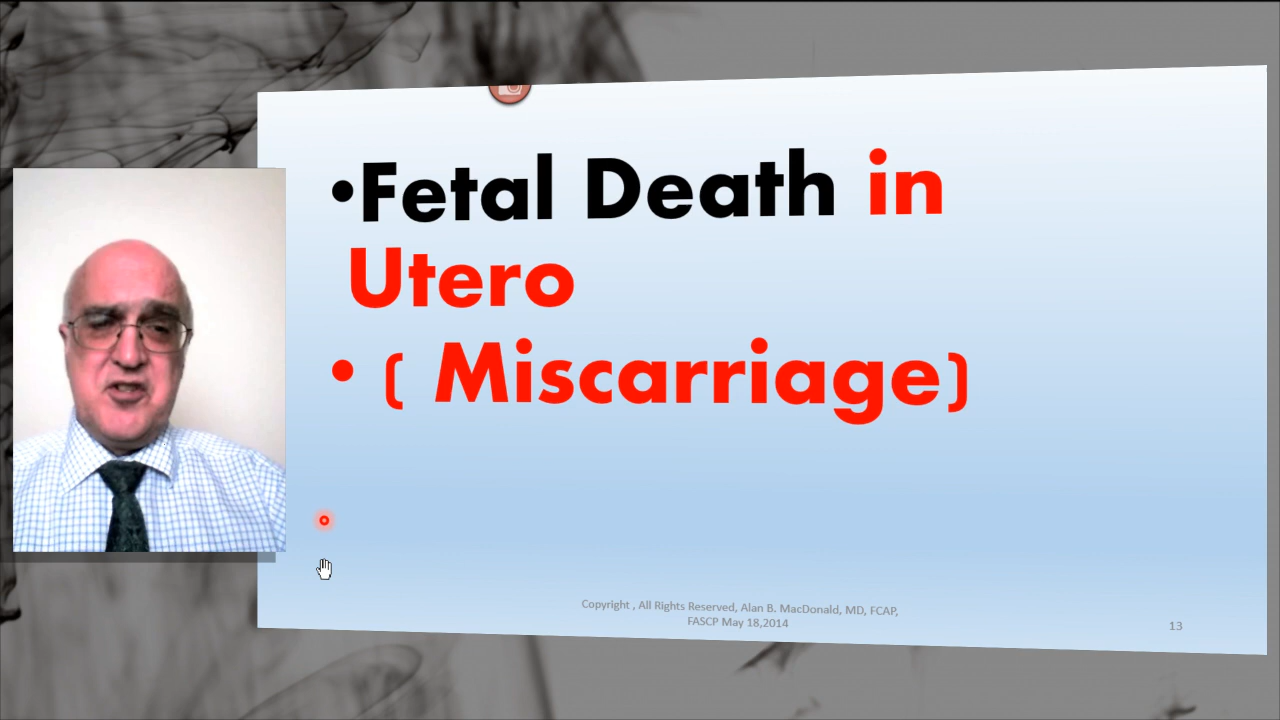 •Fetal Death in
Utero
• ( Miscarriage)
Copyright , All Rights Reserved, Alan B. MacDonald, MD, FCAP,
FASCP May 18,2014
13